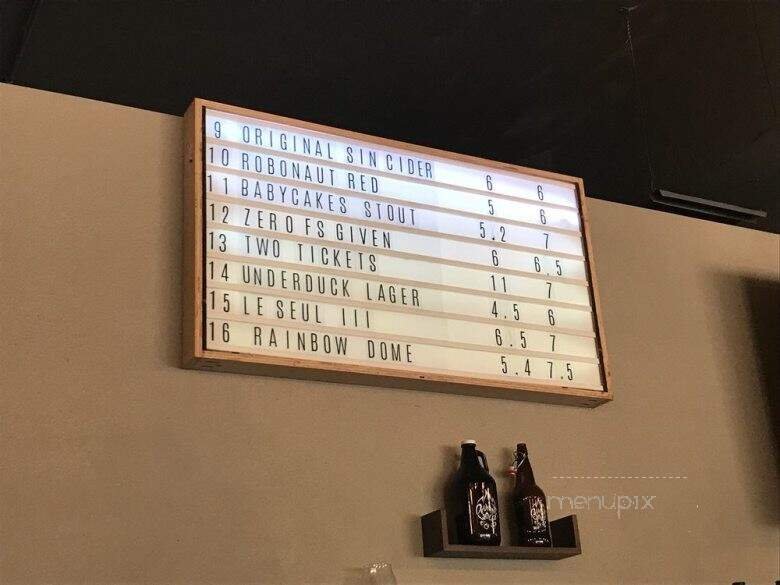 9 ORIGINAL SIN CIDER 6 6
10 ROBONAUT RED 5 6
11 BABYCAKES STOUT 5.2 7
12 ZERO FS GIVEN 6 6.5
13 TWO TICKETS 11 7
14 UNDERDUCK LAGER 4.5 6
15 LE SEUL III 6.5 7
16 RAINBOW DOME 5.4 7.5
menupix